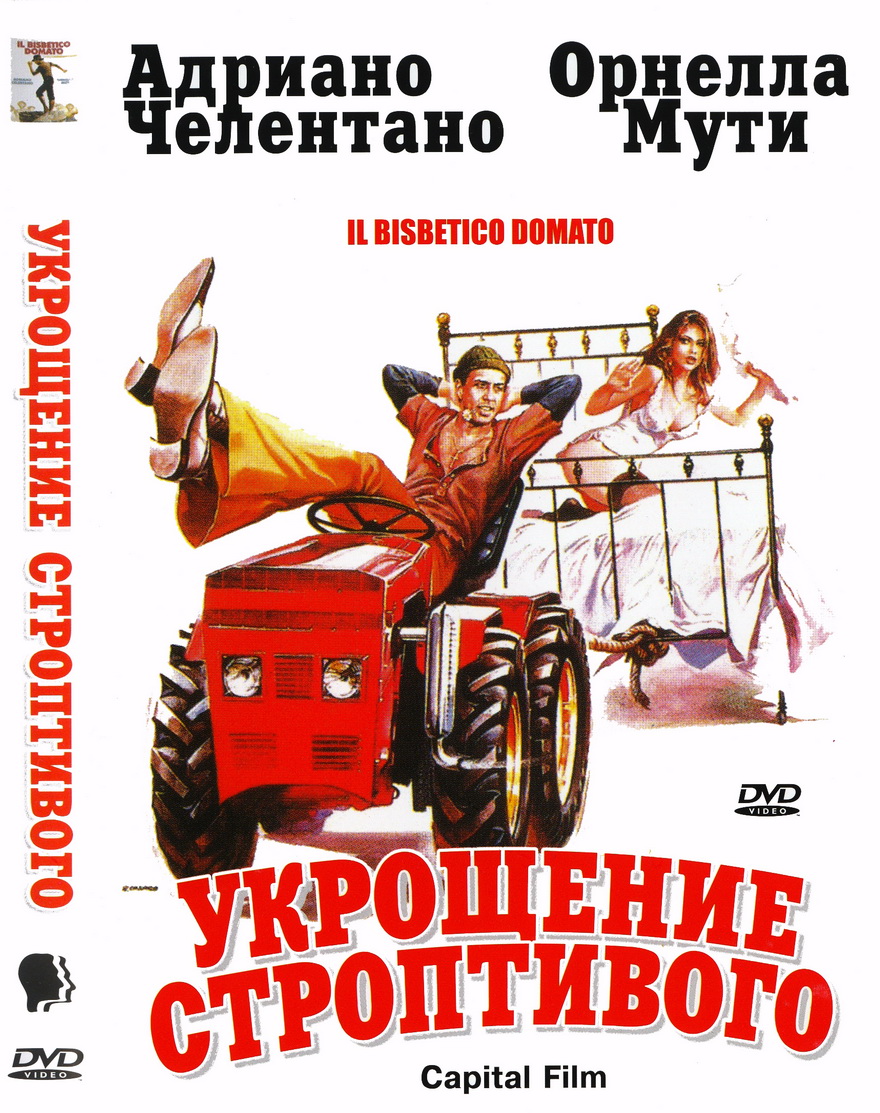 IL BISBETICO
DOMATO
УКРОЩЕНИЕ СТРОПТИВОГО
DVD
VIDEO
Адриано
Челентано
Орнелла
Мути
IL BISBETICO DOMATO
DVD
VIDEO
УКРОЩЕНИЕ
СТРОПТИВОГО
Capital Film